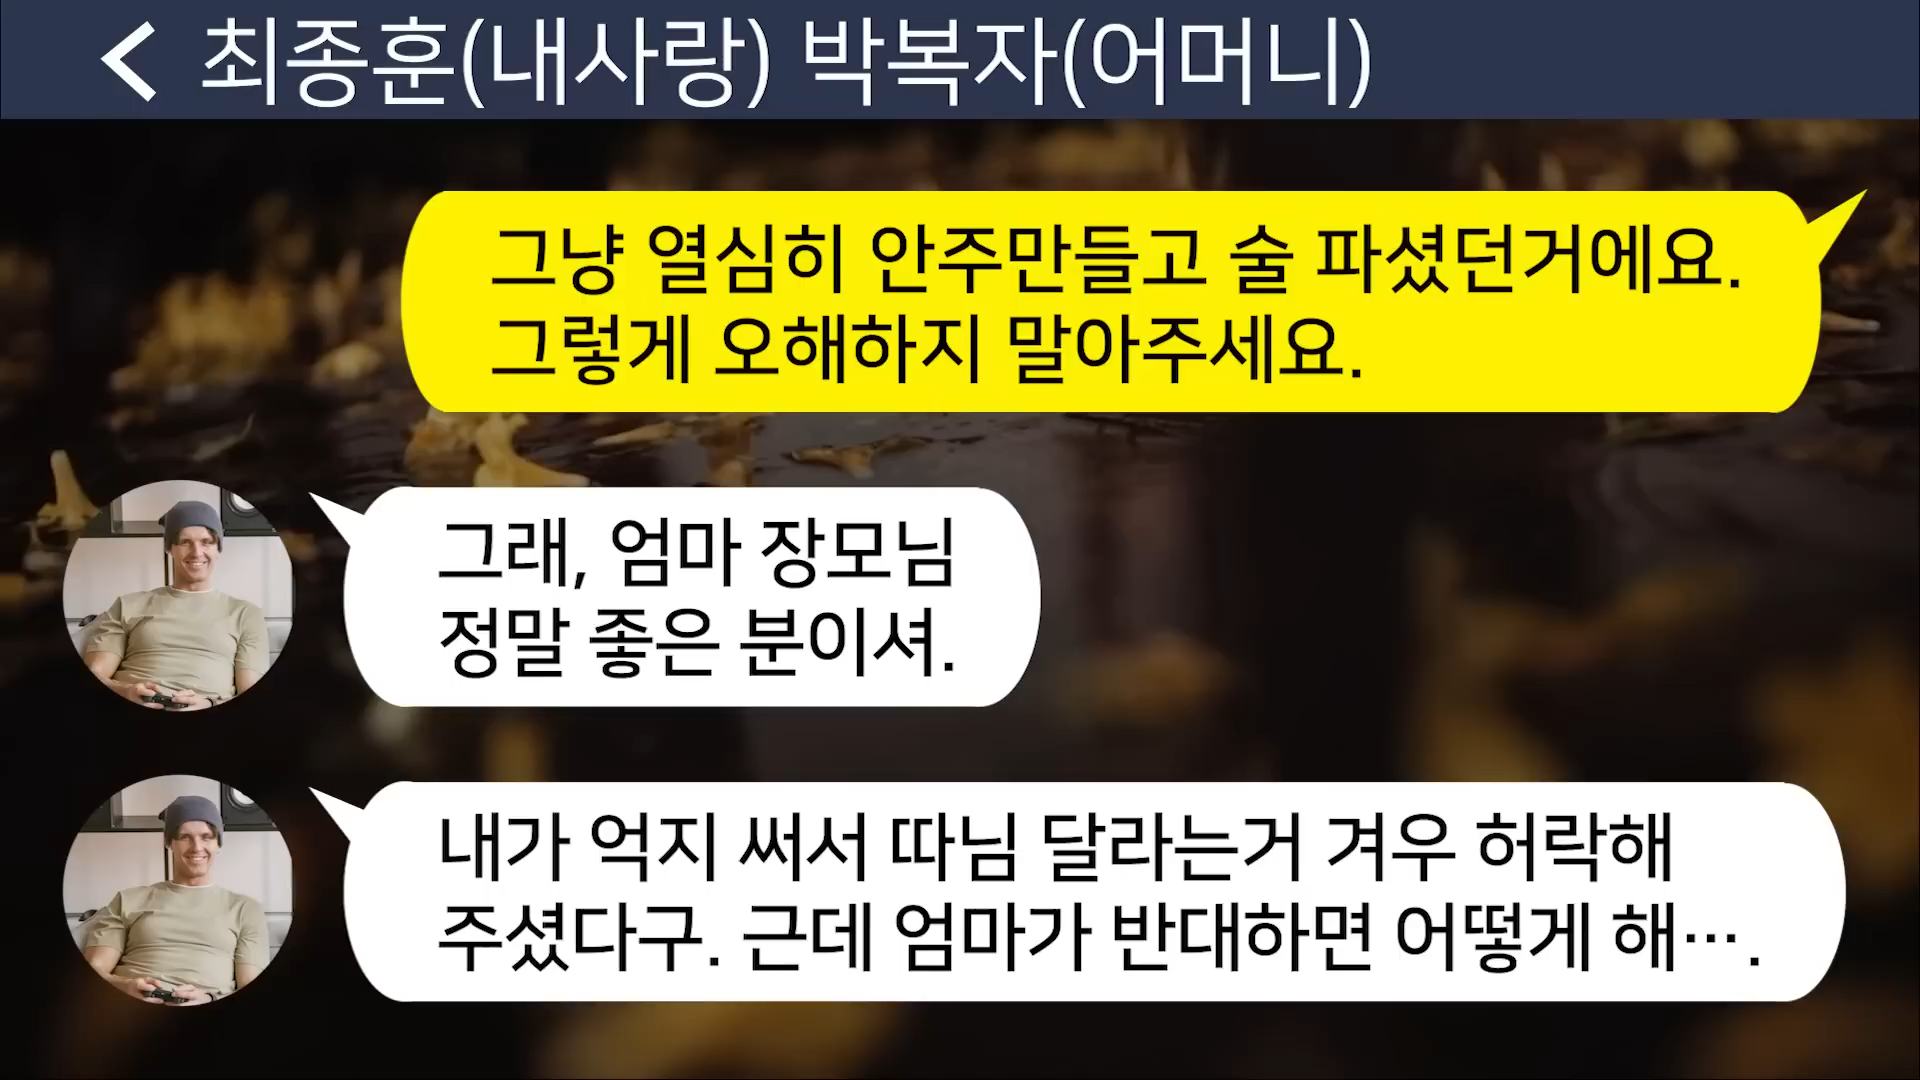 최종훈(내사랑) 박복자(어머니)
그냥 열심히 안주만들고 술 파셨던거에요.
그렇게 오해하지 말아주세요.
그래, 엄마 장모님
정말 좋은 분이셔.
내가 억지 써서 따님 달라는거 겨우 허락해
주셨다구. 근데 엄마가 반대하면 어떻게 해….